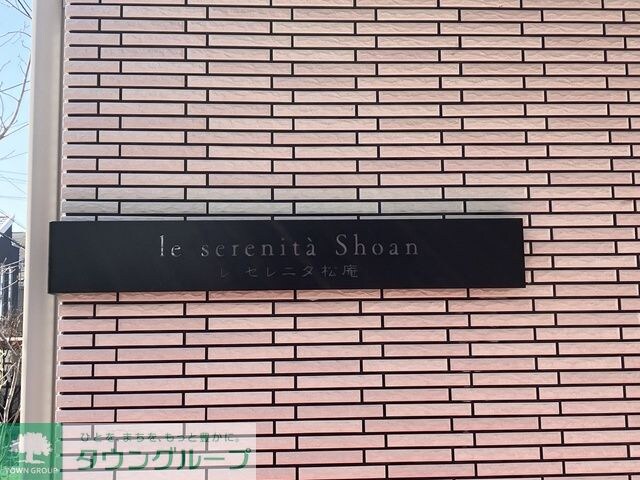 le serenità Shoan
レ セレニタ松庵
ひとを、まちを、もっと豊かに。
タウングループ
TOWN GROUP